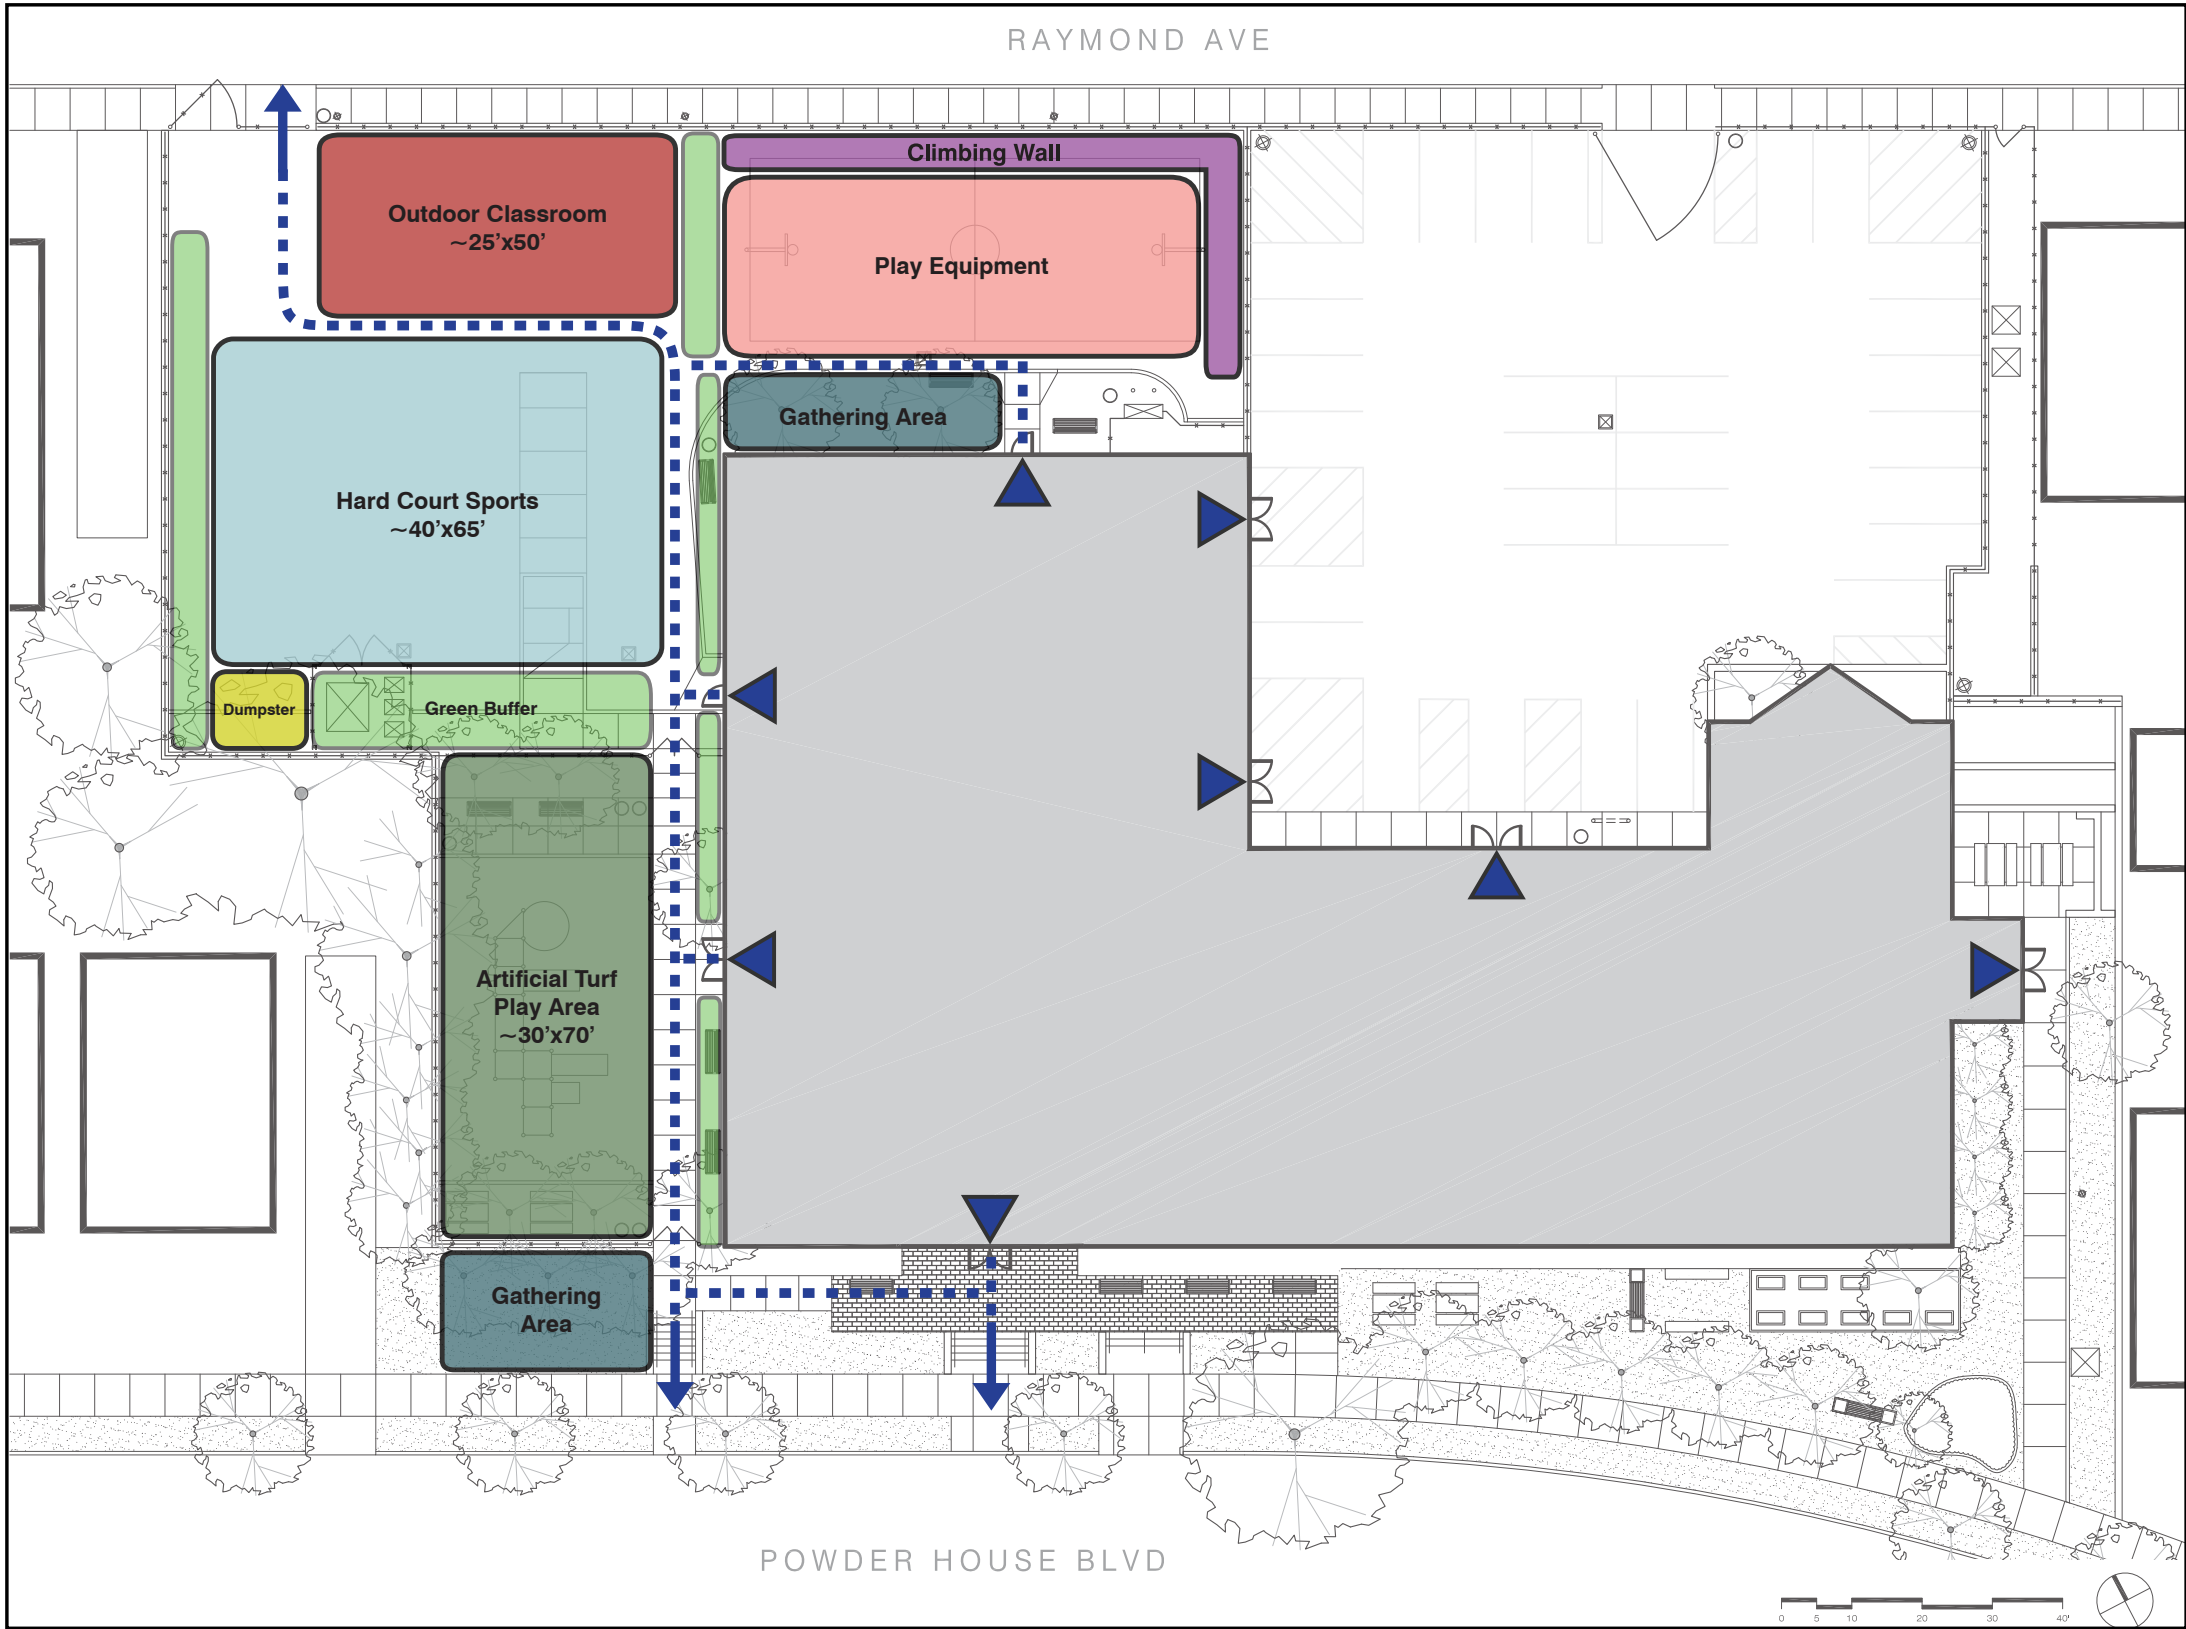 RAYMOND AVE
Climbing Wall
Outdoor Classroom
~25’x50’
Play Equipment
Gathering Area
Hard Court Sports
~40’x65’
Dumpster
Green Buffer
Artificial Turf
Play Area
~30’x70’
Gathering
Area
POWDER HOUSE BLVD
0 5 10 20 30 40'